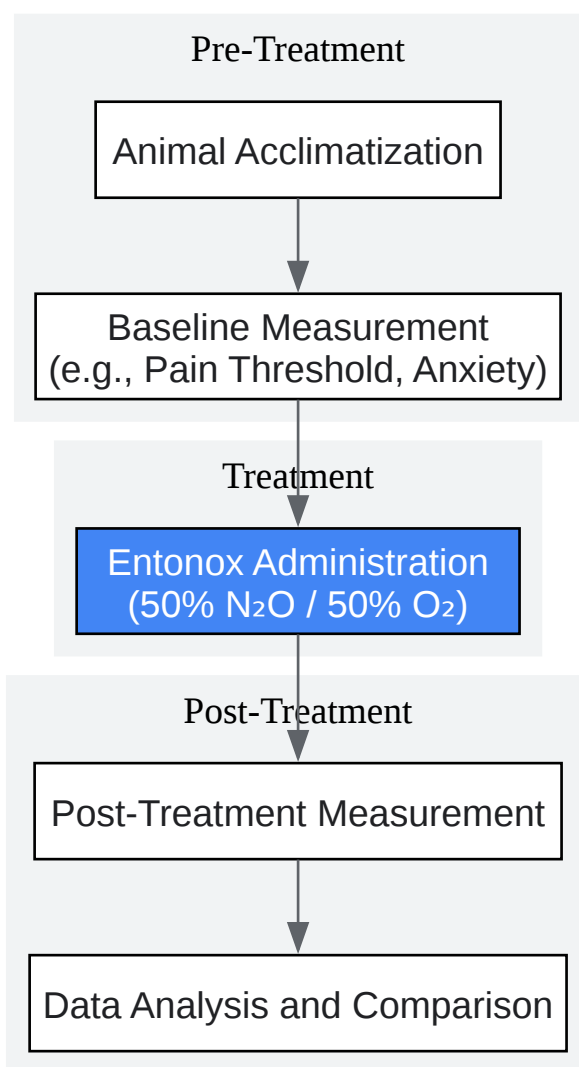 Pre-Treatment
Animal Acclimatization
Baseline Measurement
(e.g., Pain Threshold, Anxiety)
Treatment
Entonox Administration
(50% N₂O / 50% O₂)
Post-Treatment
Post-Treatment Measurement
Data Analysis and Comparison